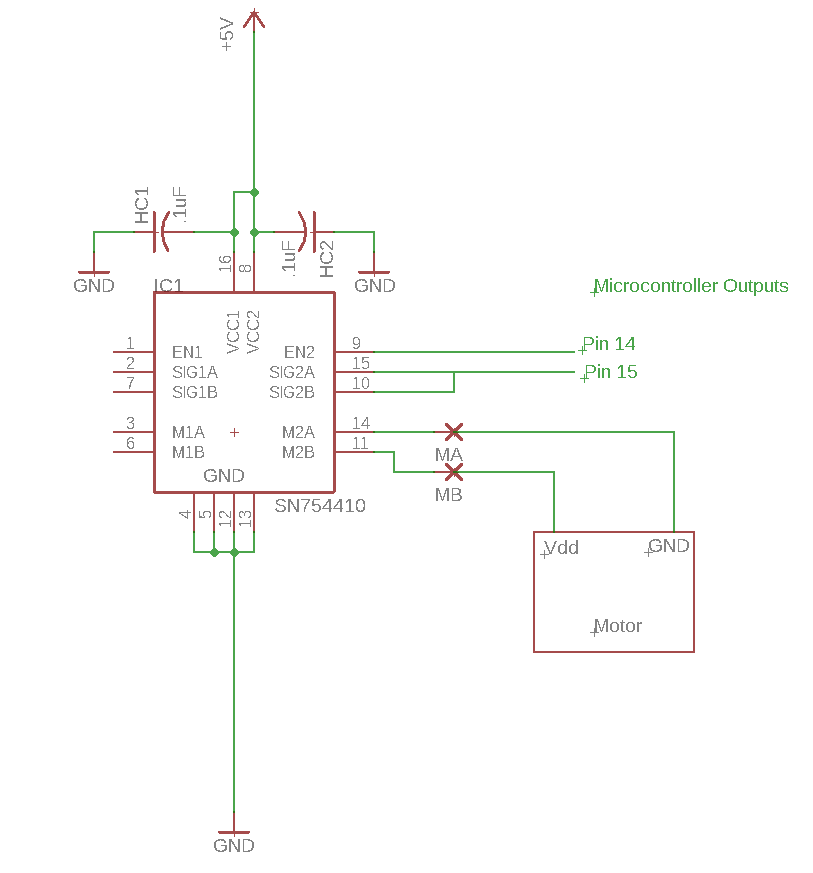 +5V
HC1
.1uF
.1uF
HC2
GND
GND
16
8
IC1
Microcontroller Outputs
VCC1
VCC2
1
EN1
EN2
9
Pin 14
2
SIG1A
SIG2A
15
Pin 15
7
SIG1B
SIG2B
10
3
M1A
M2A
14
6
M1B
M2B
11
MA
MB
GND
SN754410
4
5
12
13
Vdd
GND
Motor
GND